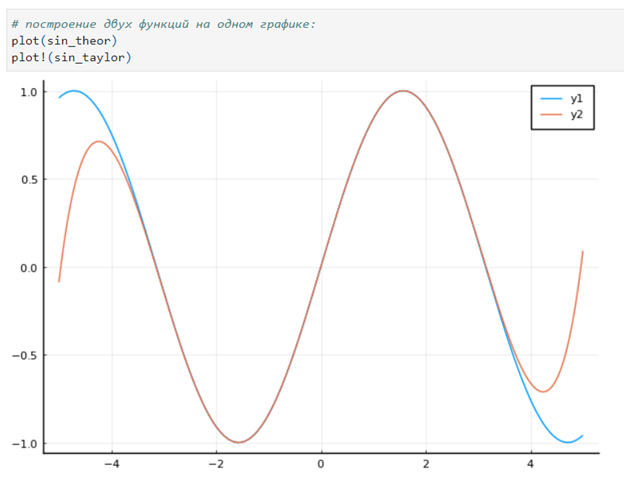 # построение двух функций на одном графике:
plot(sin_theor)
plot!(sin_taylor)
1.0
y1
y2
0.5
0.0
−0.5
−1.0
−4
−2
0
2
4